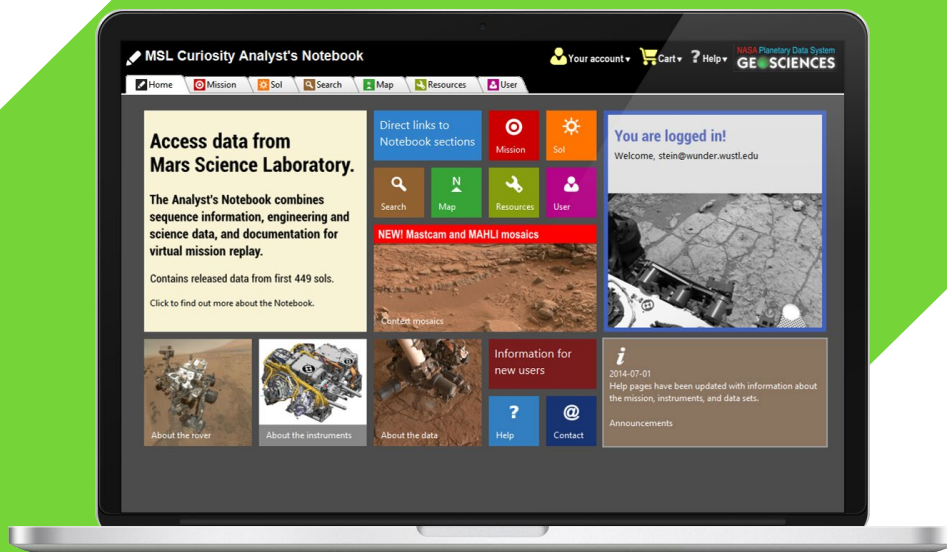 MSL Curiosity Analyst's Notebook
Your account
Cart
? Help
NASA Planetary Data System
GEOSCIENCES
Home
Mission
Sol
Search
Map
Resources
User
Access data from
Mars Science Laboratory.
The Analyst's Notebook combines
sequence information, engineering and
science data, and documentation for
virtual mission replay.
Contains released data from first 449 sols.
Click to find out more about the Notebook.
Direct links to
Notebook sections
Mission
Sol
N
Search
Map
Resources
User
NEW! Mastcam and MAHLI mosaics
Context mosaics
You are logged in!
Welcome, stein@wunder.wustl.edu
About the rover
About the instruments
About the data
Information for
new users
?
Help
@
Contact
i
2014-07-01
Help pages have been updated with information about
the mission, instruments, and data sets.
Announcements